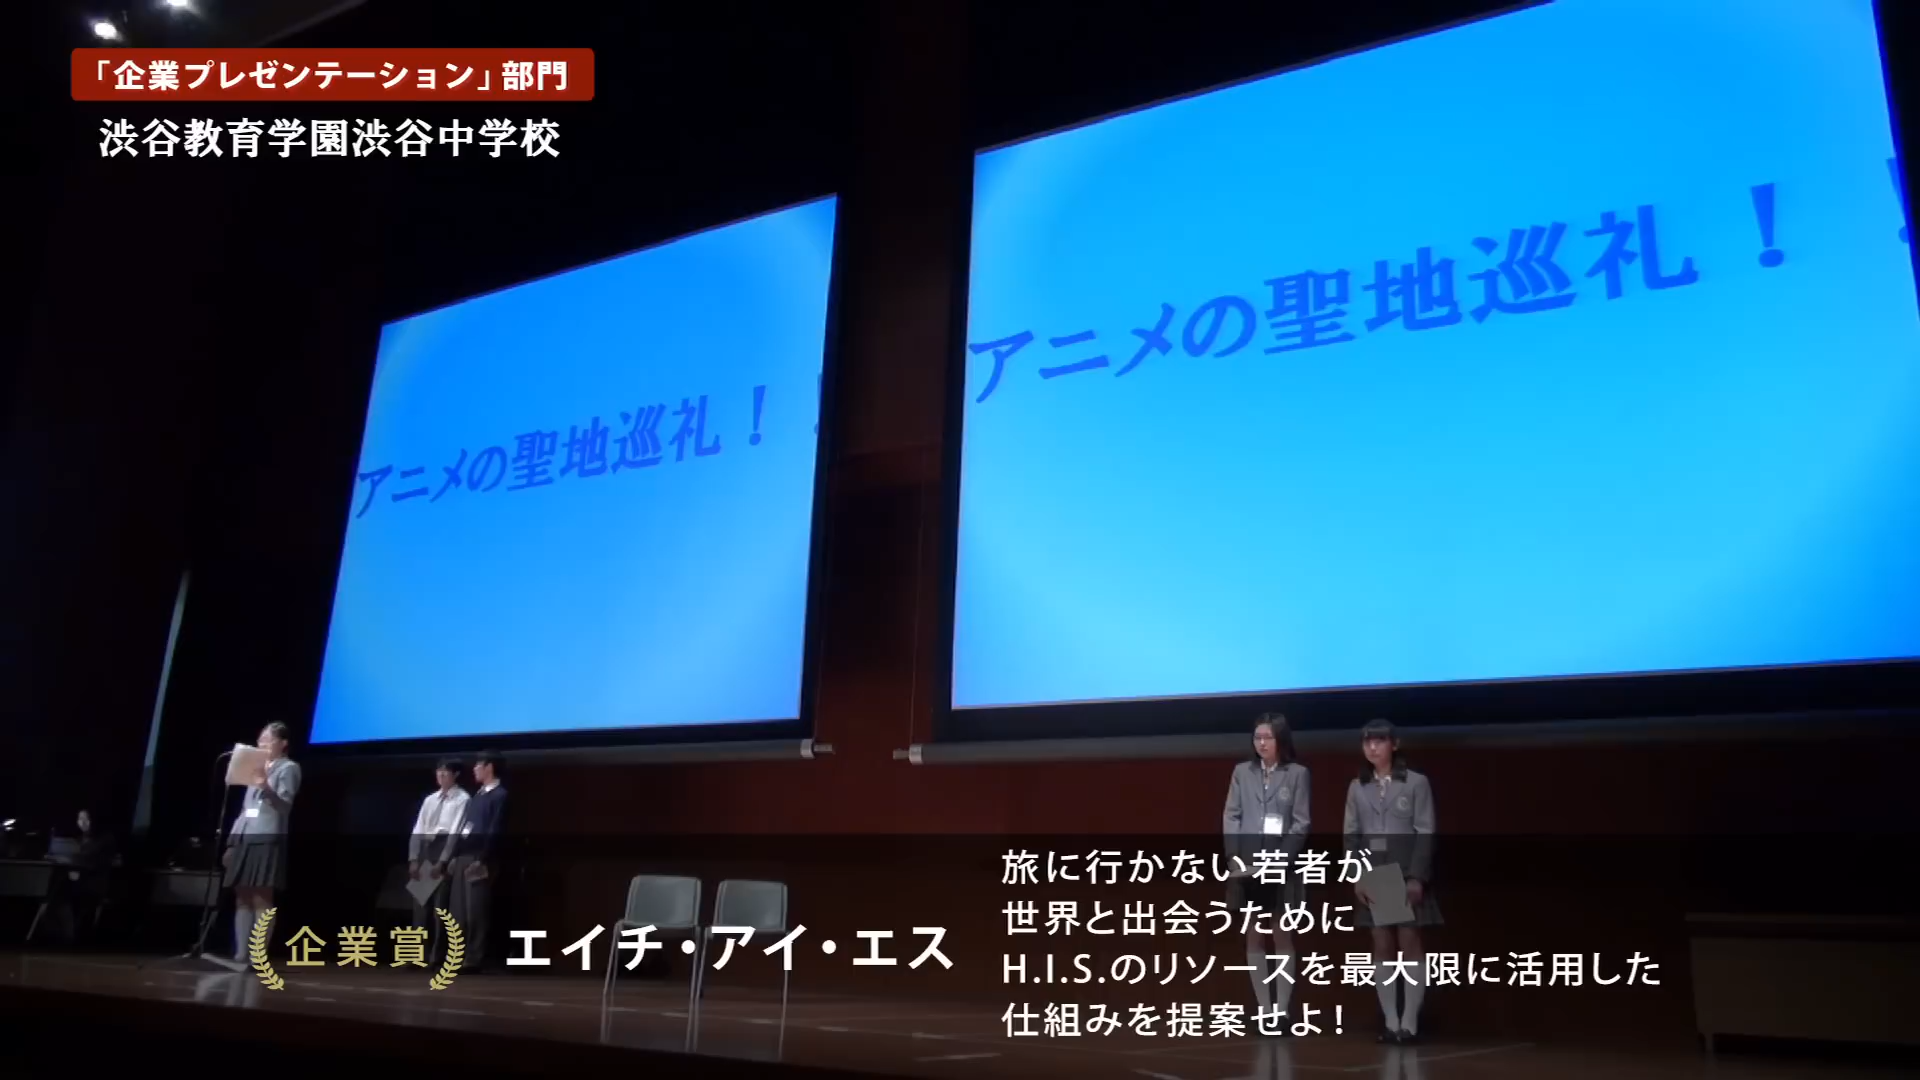 「企業プレゼンテーション」部門
渋谷教育学園渋谷中学校
アニメの聖地巡礼！！
アニメの聖地巡礼！！
企業賞
エイチ・アイ・エス
旅に行かない若者が
世界と出会うために
H.I.S.のリソースを最大限に活用した
仕組みを提案せよ！